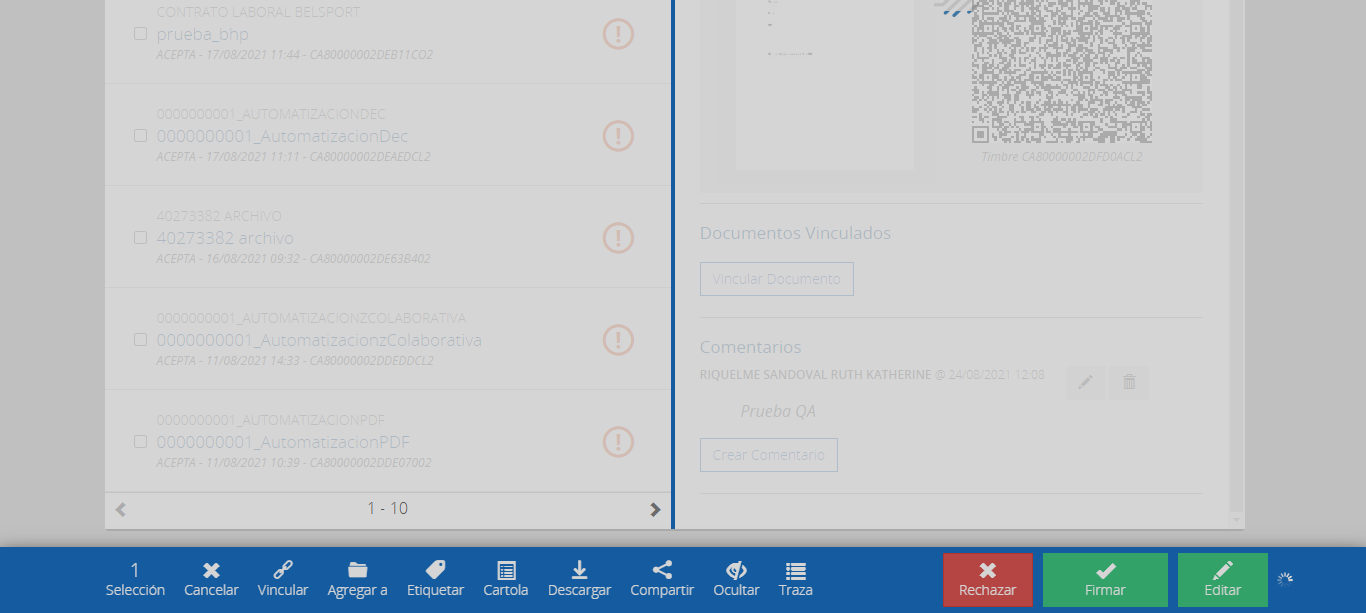 CONTRATO LABORAL BELSPORT
prueba_bhp
ACEPTA - 17/08/2021 11:44 - CA80000002DEB11CO2
0000000001_AUTOMATIZACIONDEC
0000000001_AutomatizacionDec
ACEPTA - 17/08/2021 11:11 - CA80000002DEAEDCL2
40273382 ARCHIVO
40273382 archivo
ACEPTA - 16/08/2021 09:32 - CA80000002DE63B402
0000000001_AUTOMATIZACIONZCOLABORATIVA
0000000001_AutomatizacionzColaborativa
ACEPTA - 11/08/2021 14:33 - CA80000002DDEDDCL2
0000000001_AUTOMATIZACIONPDF
0000000001_AutomatizacionPDF
ACEPTA - 11/08/2021 10:39 - CA80000002DDE07002
1 - 10
Timbre CA80000002DFD0ACL2
Documentos Vinculados
Vincular Documento
Comentarios
RIQUELME SANDOVAL RUTH KATHERINE @ 24/08/2021 12:08
Prueba QA
Crear Comentario
1
Selección
Cancelar
Vincular
Agregar a
Etiquetar
Cartola
Descargar
Compartir
Ocultar
Traza
Rechazar
Firmar
Editar